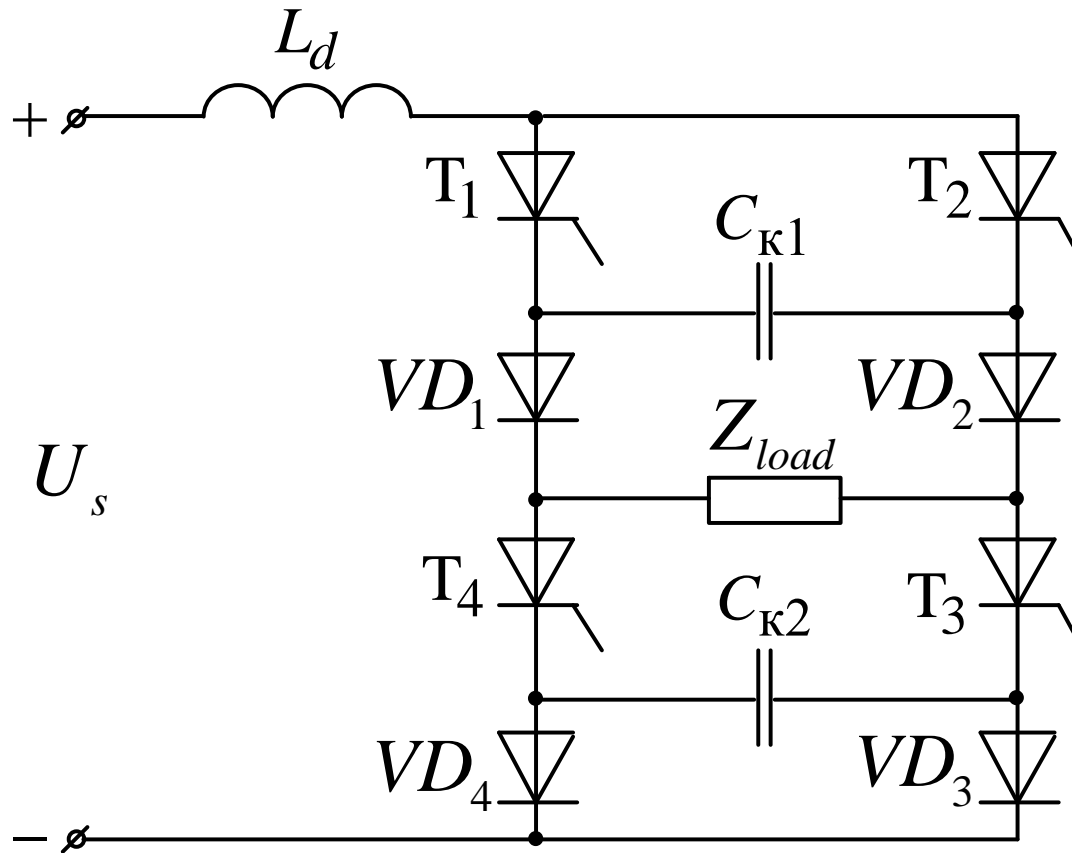 L_d
+
T_1
T_2
C_к1
VD_1
VD_2
Z_load
U_s
T_4
T_3
C_к2
VD_4
VD_3
−